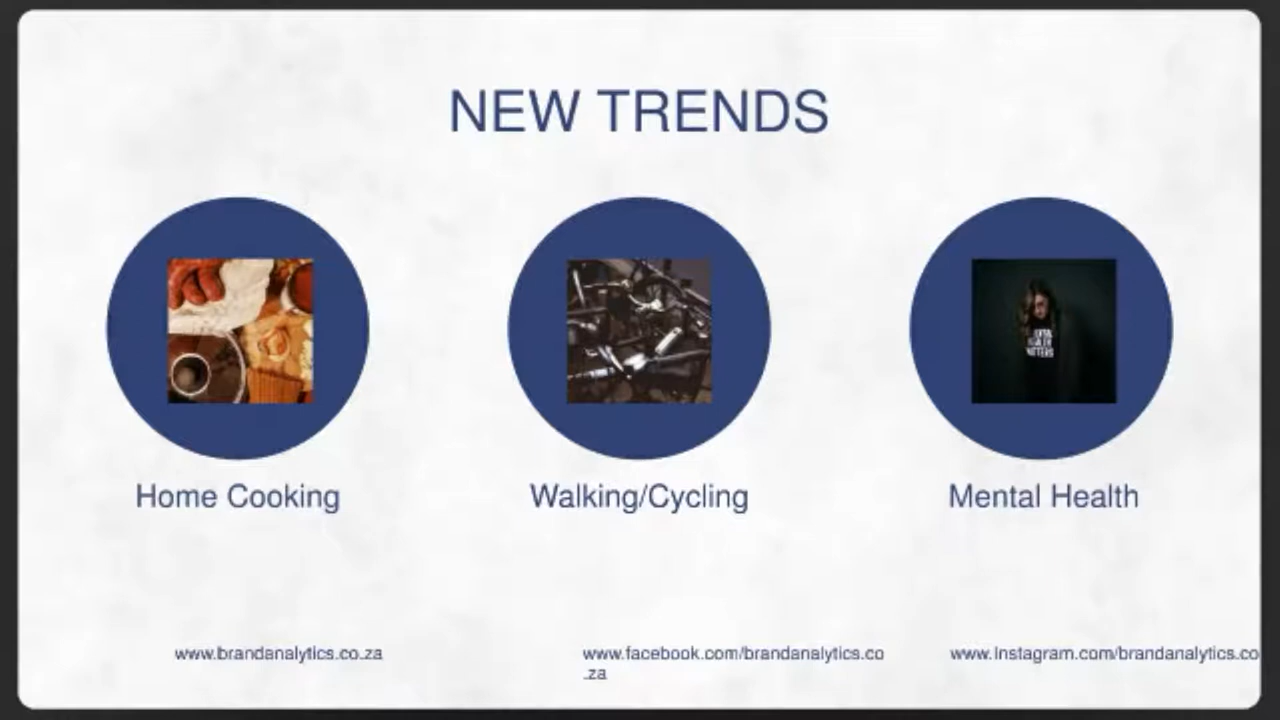 NEW TRENDS
Home Cooking
Walking/Cycling
Mental Health
www.brandanalytics.co.za
www.facebook.com/brandanalytics.co
.za
www.Instagram.com/brandanalytics.co